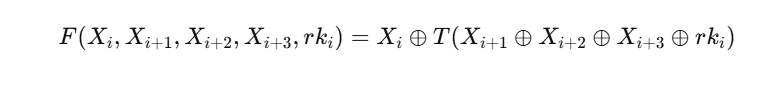 F(X_i, X_{i+1}, X_{i+2}, X_{i+3}, rk_i) = X_i ⊕ T(X_{i+1} ⊕ X_{i+2} ⊕ X_{i+3} ⊕ rk_i)